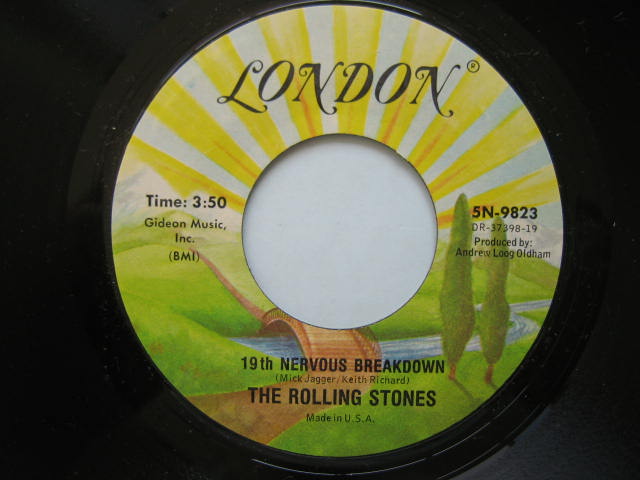 LONDON®
Time: 3:50
Gideon Music,
Inc.
(BMI)
5N-9823
DR-37398-19
Produced by:
Andrew Loog Oldham
19th NERVOUS BREAKDOWN
(Mick Jagger/Keith Richard)
THE ROLLING STONES
Made in U.S.A.